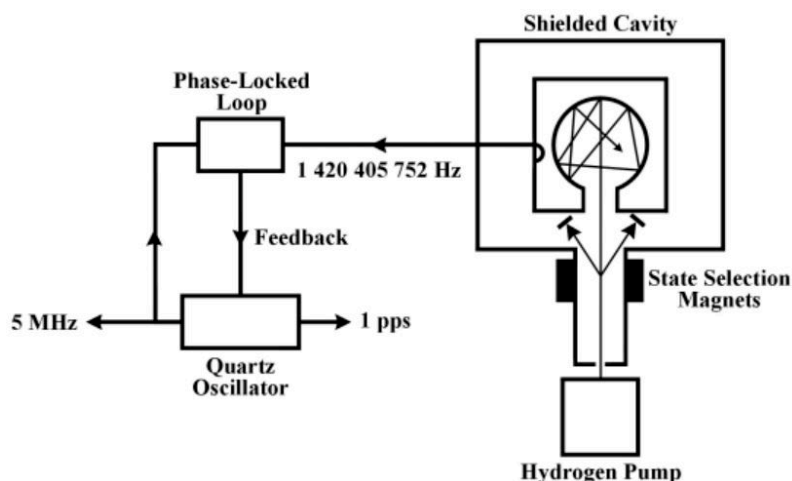 Shielded Cavity
Phase-Locked
Loop
1 420 405 752 Hz
Feedback
State Selection
Magnets
5 MHz
1 pps
Quartz
Oscillator
Hydrogen Pump